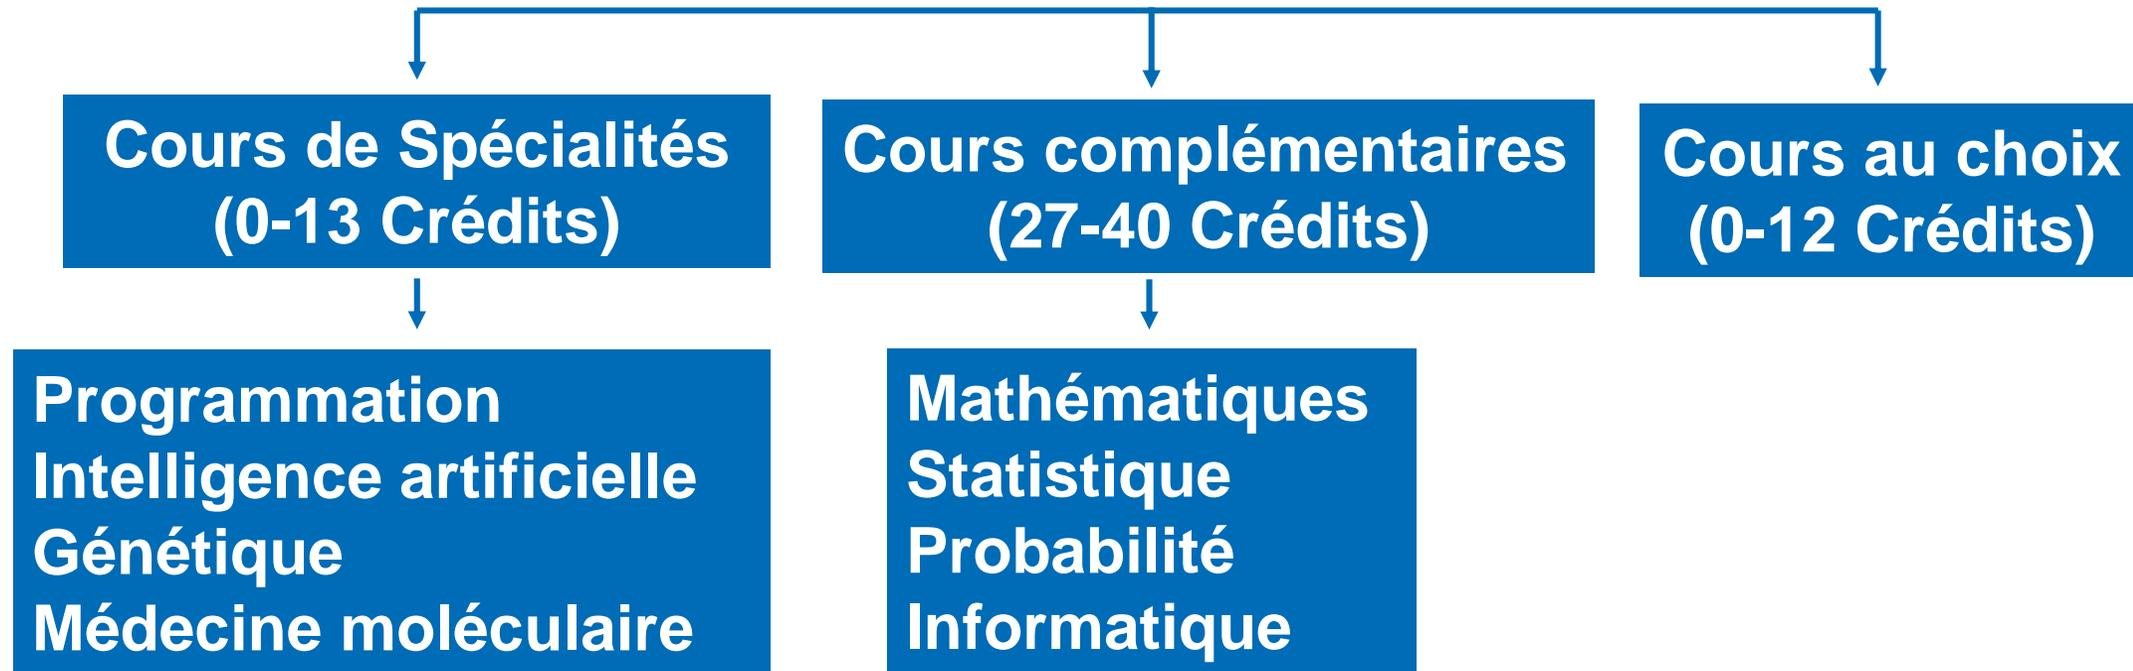 Cours de Spécialités
(0-13 Crédits)
Cours complémentaires
(27-40 Crédits)
Cours au choix
(0-12 Crédits)
Programmation
Intelligence artificielle
Génétique
Médecine moléculaire
Mathématiques
Statistique
Probabilité
Informatique